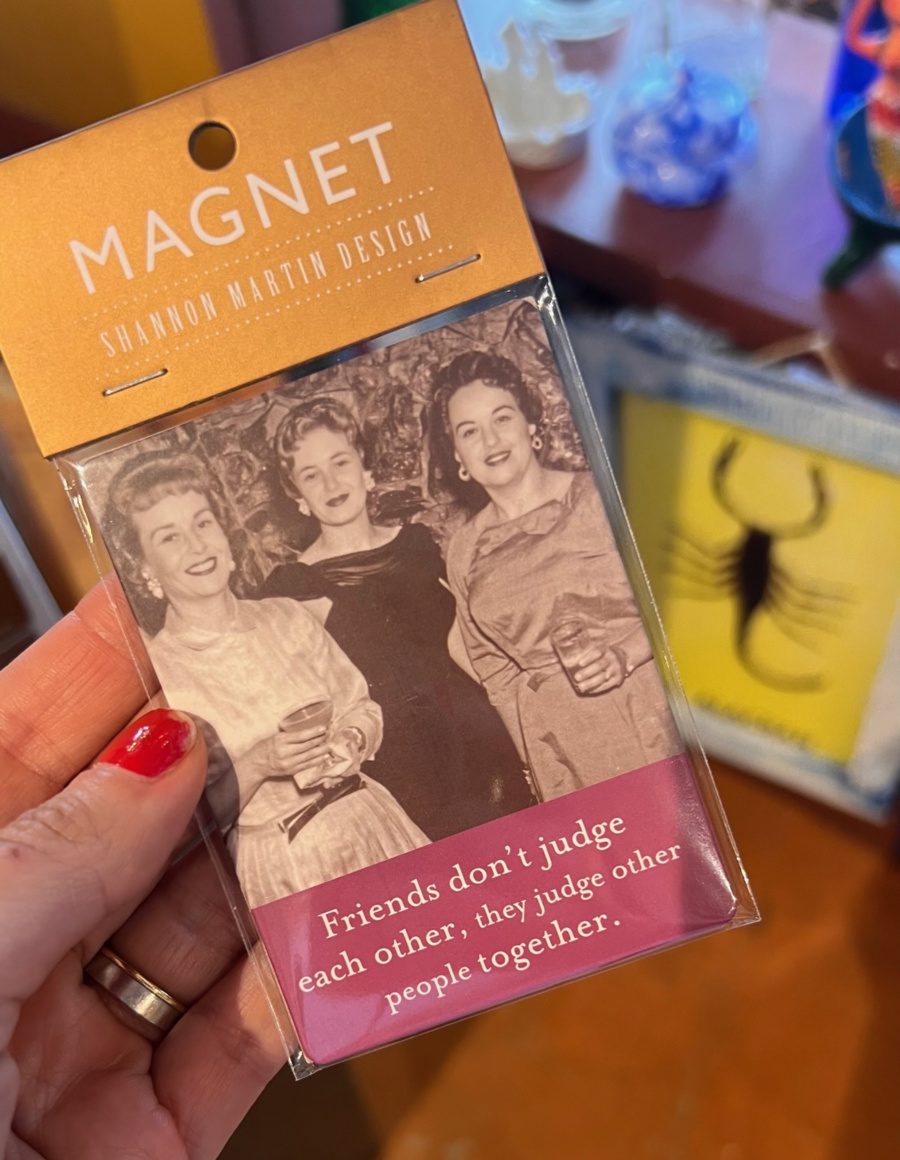 MAGNET
SHANNON MARTIN DESIGN
Friends don't judge
each other, they judge other
people together.